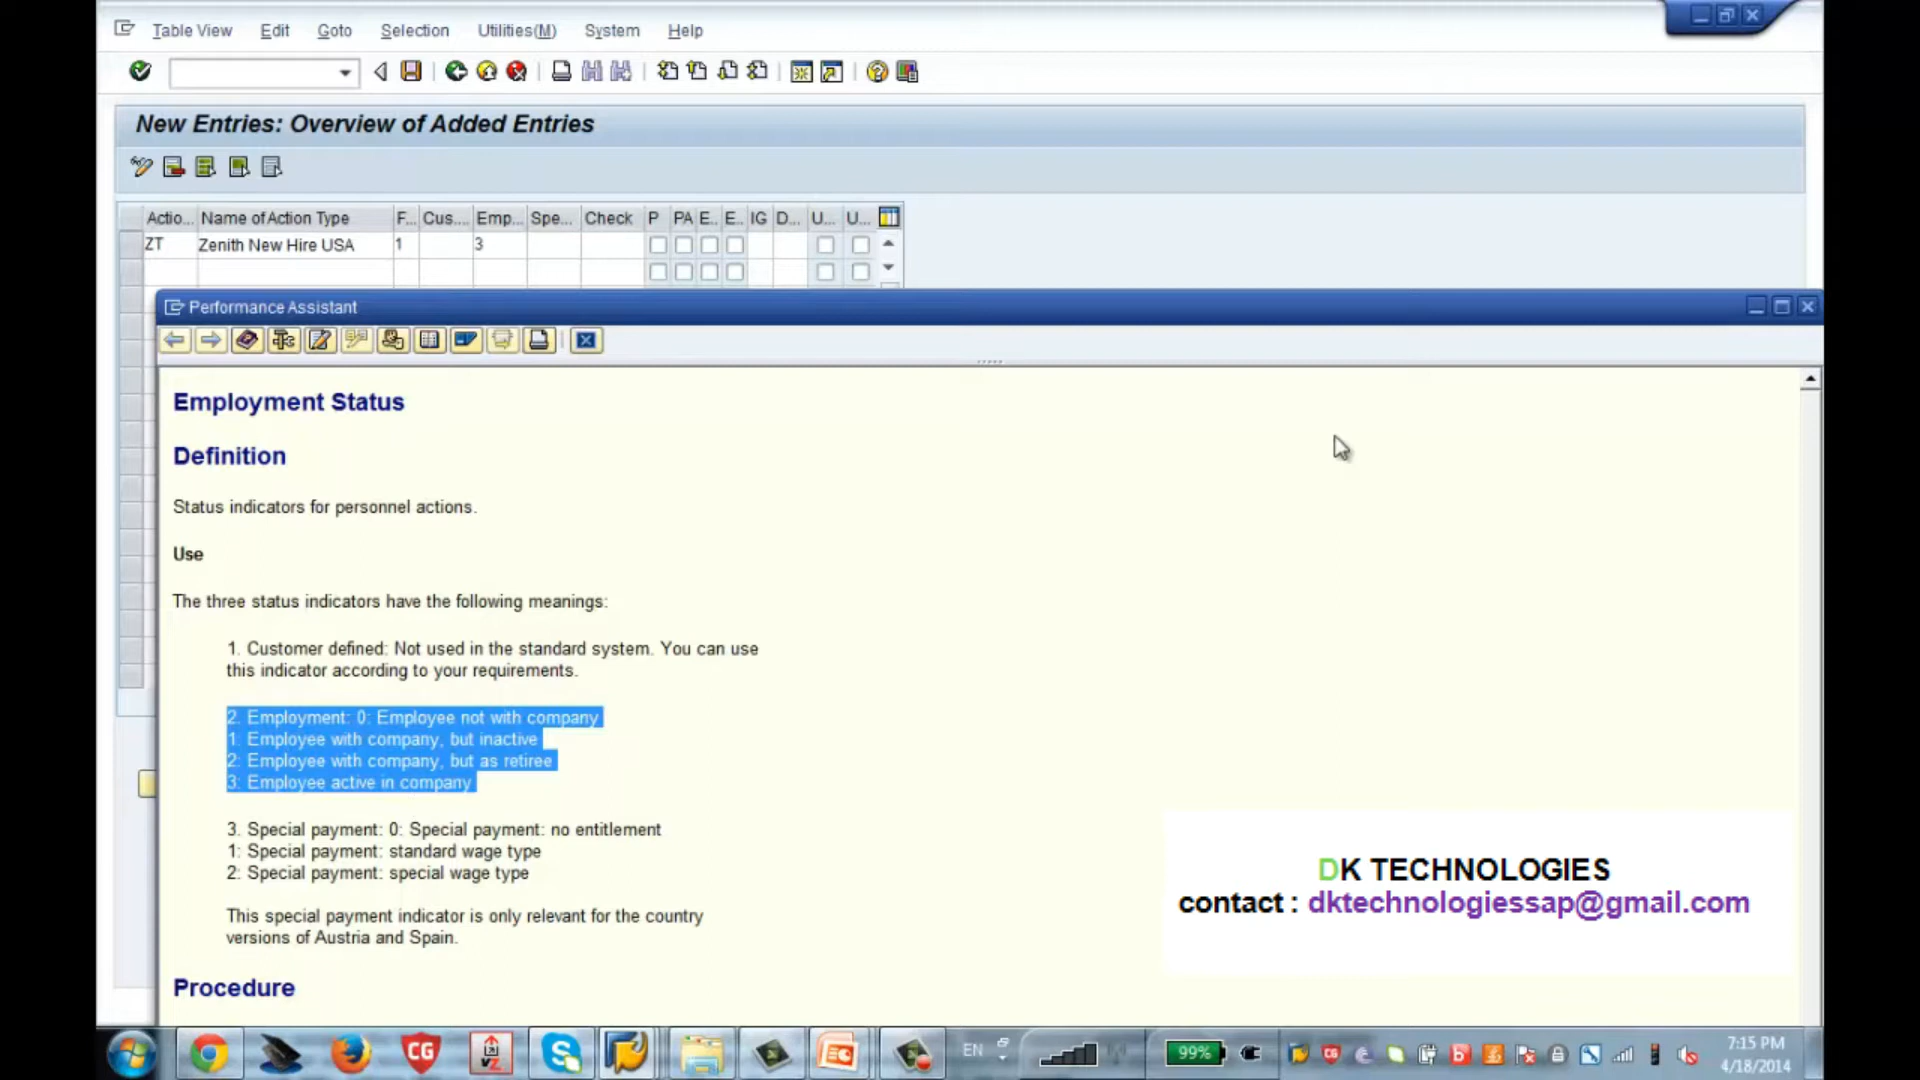 Table View Edit Goto Selection Utilities(M) System Help
New Entries: Overview of Added Entries
Actio... Name of Action Type F... Cus.... Emp... Spe... Check P PA E.. E.. IG D... U... U...
ZT Zenith New Hire USA 1 3
Performance Assistant
Employment Status
Definition
Status indicators for personnel actions.
Use
The three status indicators have the following meanings:
1. Customer defined: Not used in the standard system. You can use
this indicator according to your requirements.
2. Employment: 0: Employee not with company
1: Employee with company, but inactive
2: Employee with company, but as retiree
3: Employee active in company
3. Special payment: 0: Special payment: no entitlement
1: Special payment: standard wage type
2: Special payment: special wage type
This special payment indicator is only relevant for the country
versions of Austria and Spain.
Procedure
DK TECHNOLOGIES
contact : dktechnologiessap@gmail.com
CG
EN
99%
7:15 PM
4/18/2014